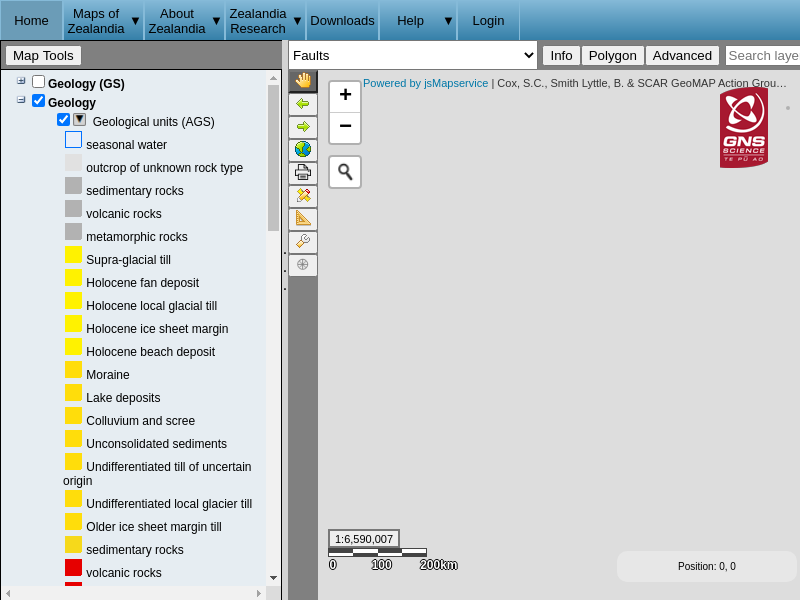 Home
Maps of Zealandia ▼
About Zealandia ▼
Zealandia Research ▼
Downloads
Help ▼
Login
Map Tools
Faults
Info
Polygon
Advanced
Search laye
Geology (GS)
Geology
Geological units (AGS)
seasonal water
outcrop of unknown rock type
sedimentary rocks
volcanic rocks
metamorphic rocks
Supra-glacial till
Holocene fan deposit
Holocene local glacial till
Holocene ice sheet margin
Holocene beach deposit
Moraine
Lake deposits
Colluvium and scree
Unconsolidated sediments
Undifferentiated till of uncertain
origin
Undifferentiated local glacier till
Older ice sheet margin till
sedimentary rocks
volcanic rocks
+
−
Powered by jsMapservice | Cox, S.C., Smith Lyttle, B. & SCAR GeoMAP Action Grou…
GNS
SCIENCE
TE PŪ AO
1:6,590,007
0 100 200km
Position: 0, 0